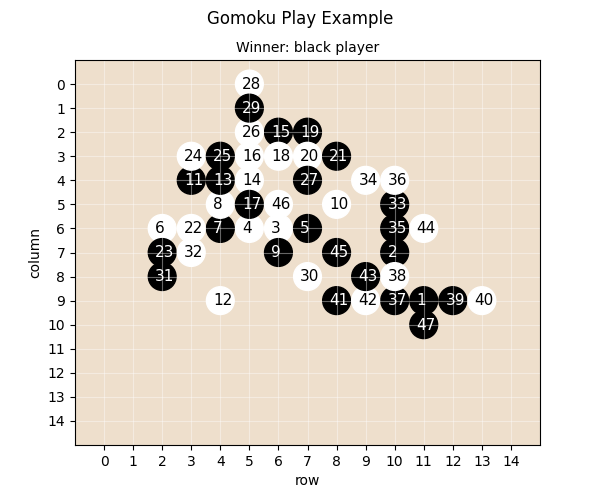 Gomoku Play Example
Winner: black player
0 28
1 29
2 26 15 19
3 24 25 16 18 20 21
4 11 13 14 27 34 36
5 8 17 46 10 33
6 6 22 7 4 3 5 35 44
7 23 32 9 45 2
8 31 30 43 38
9 12 41 42 37 1 39 40
10 47
11
12
13
14
column
0 1 2 3 4 5 6 7 8 9 10 11 12 13 14
row